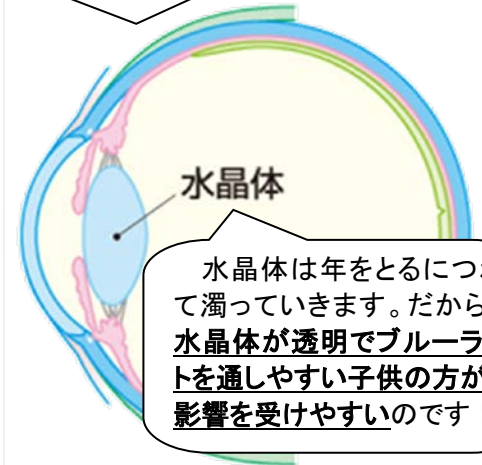 水晶体
水晶体は年をとるにつ
て濁っていきます。だから
水晶体が透明でブルーラ
トを通しやすい子供の方が
影響を受けやすいのです